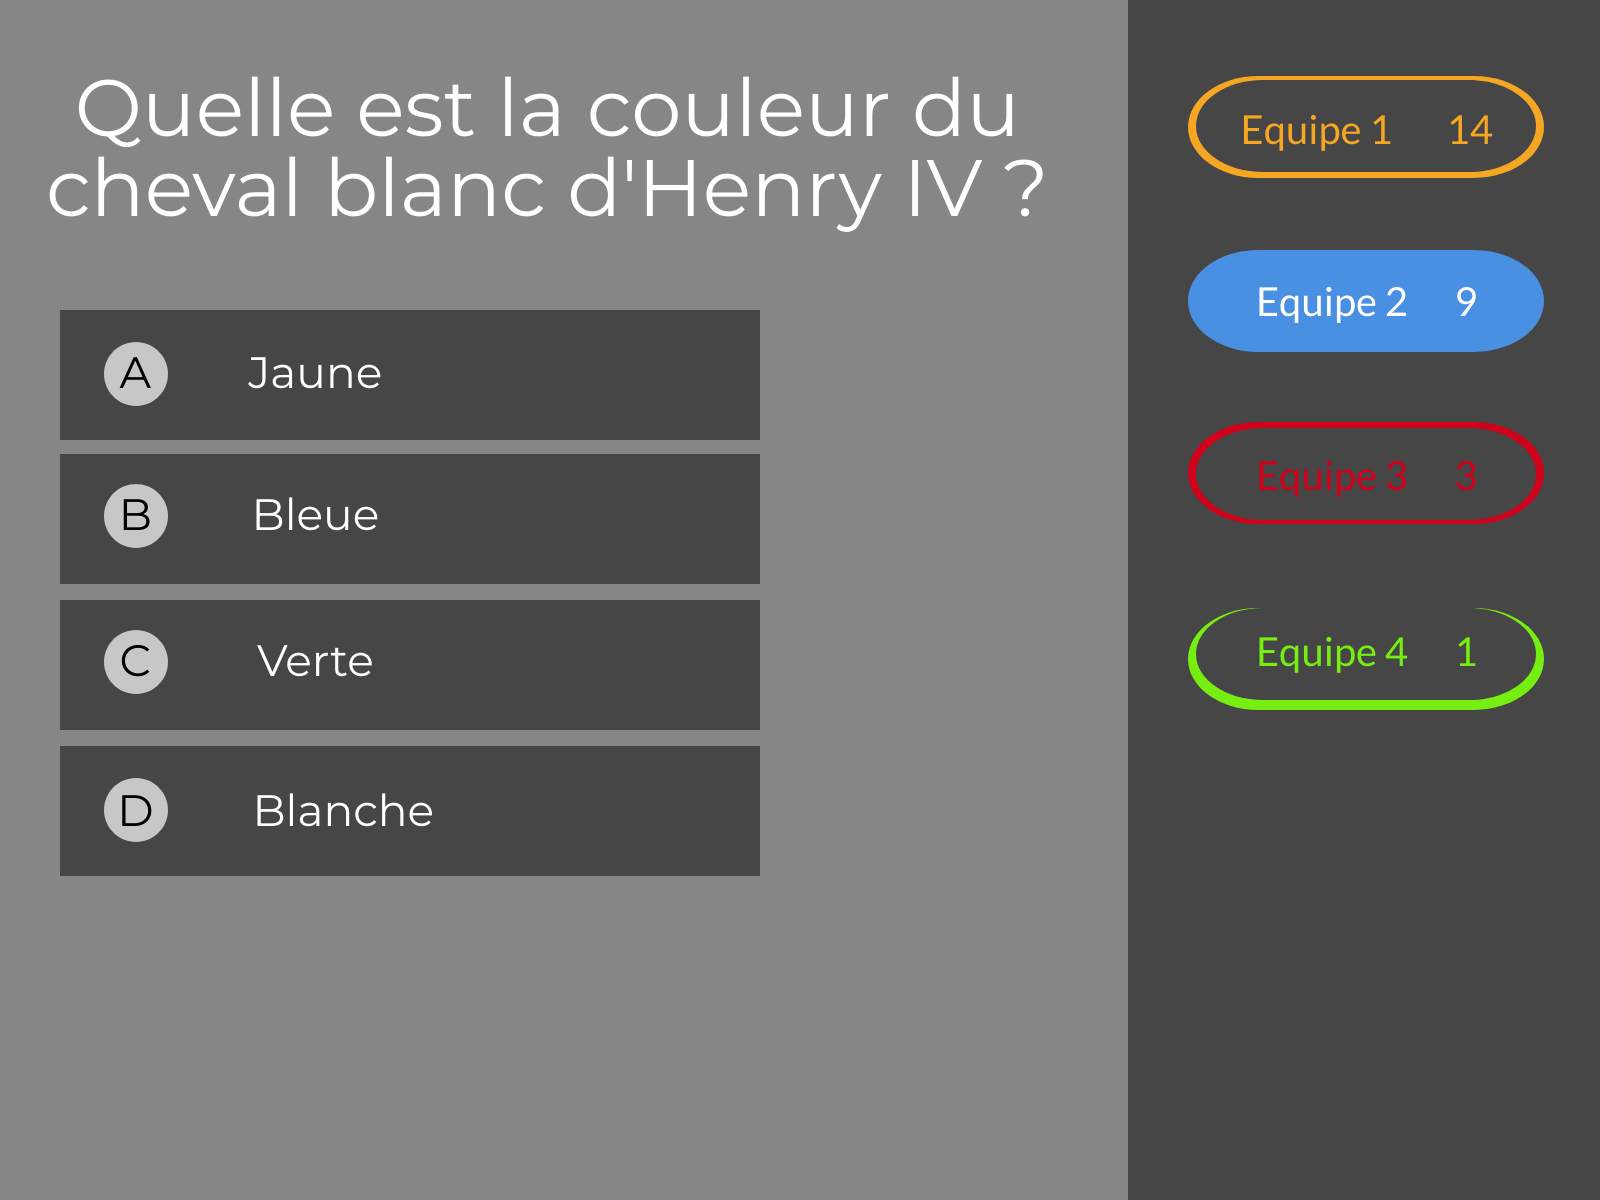 Quelle est la couleur du
cheval blanc d'Henry IV ?
A Jaune
B Bleue
C Verte
D Blanche
Equipe 1 14
Equipe 2 9
Equipe 3 3
Equipe 4 1